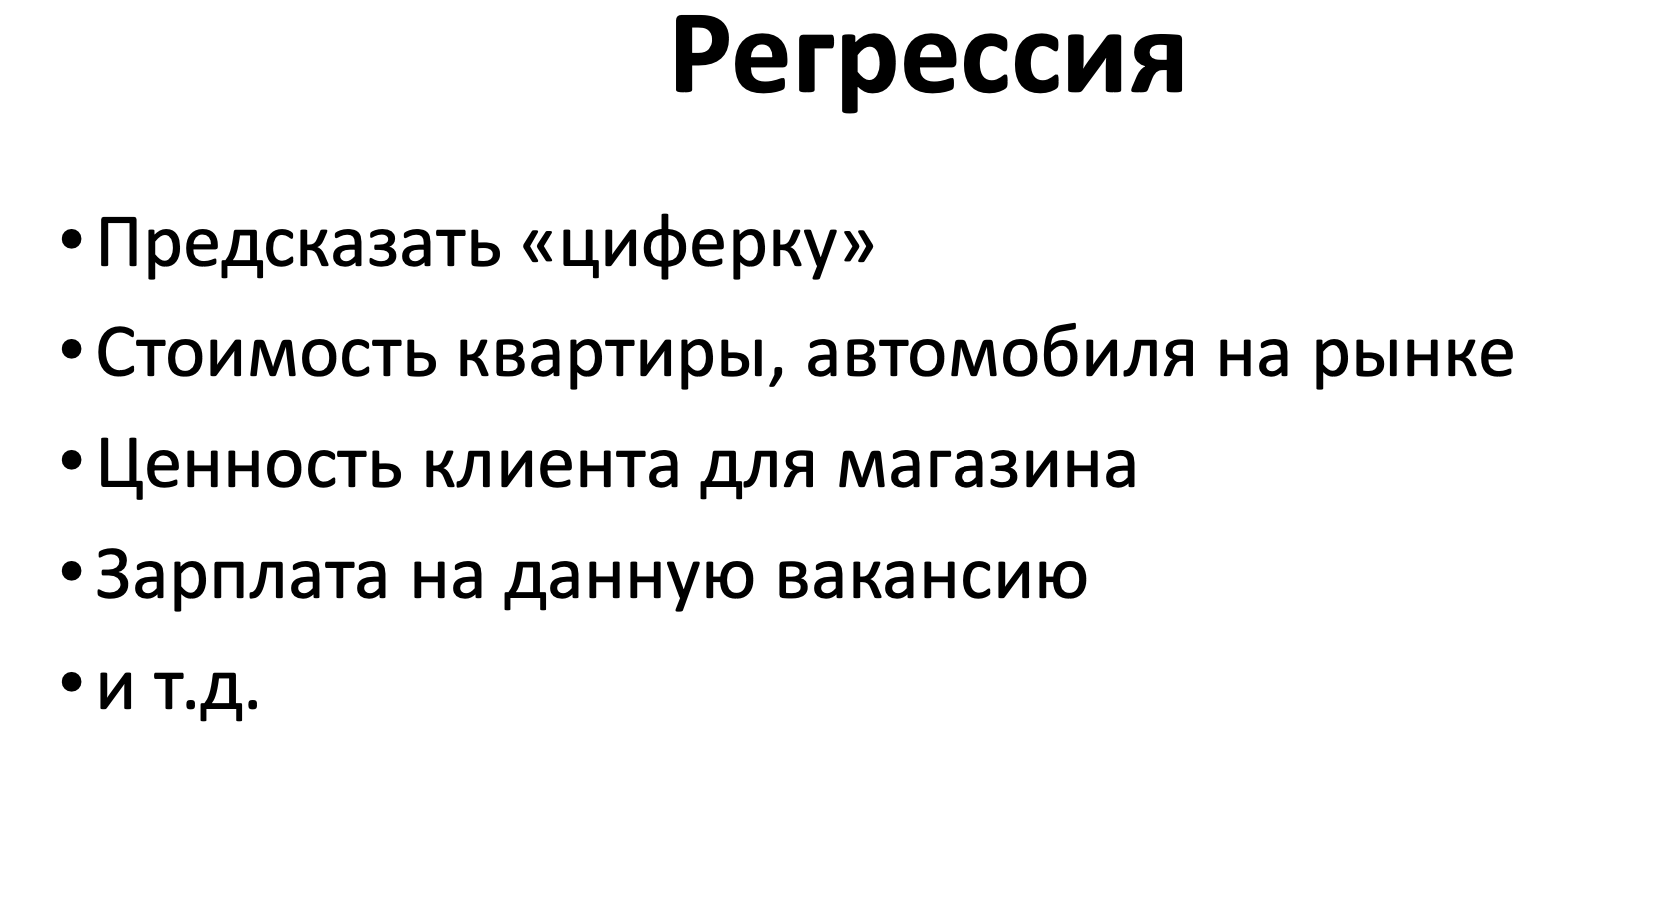 Регрессия
• Предсказать «циферку»
• Стоимость квартиры, автомобиля на рынке
• Ценность клиента для магазина
• Зарплата на данную вакансию
• и т.д.